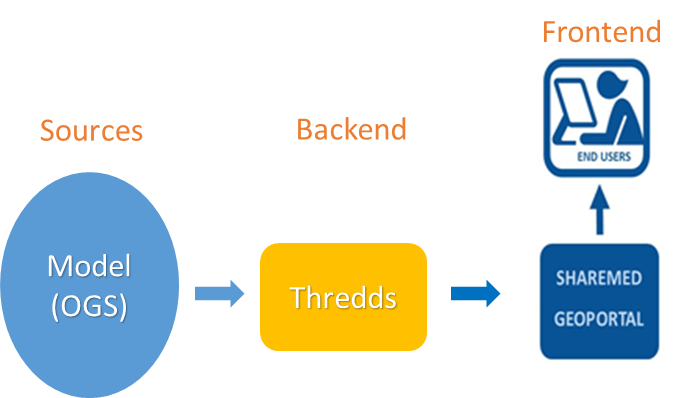 Frontend
Sources
Backend
END USERS
Model
(OGS)
Thredds
SHAREMED
GEOPORTAL